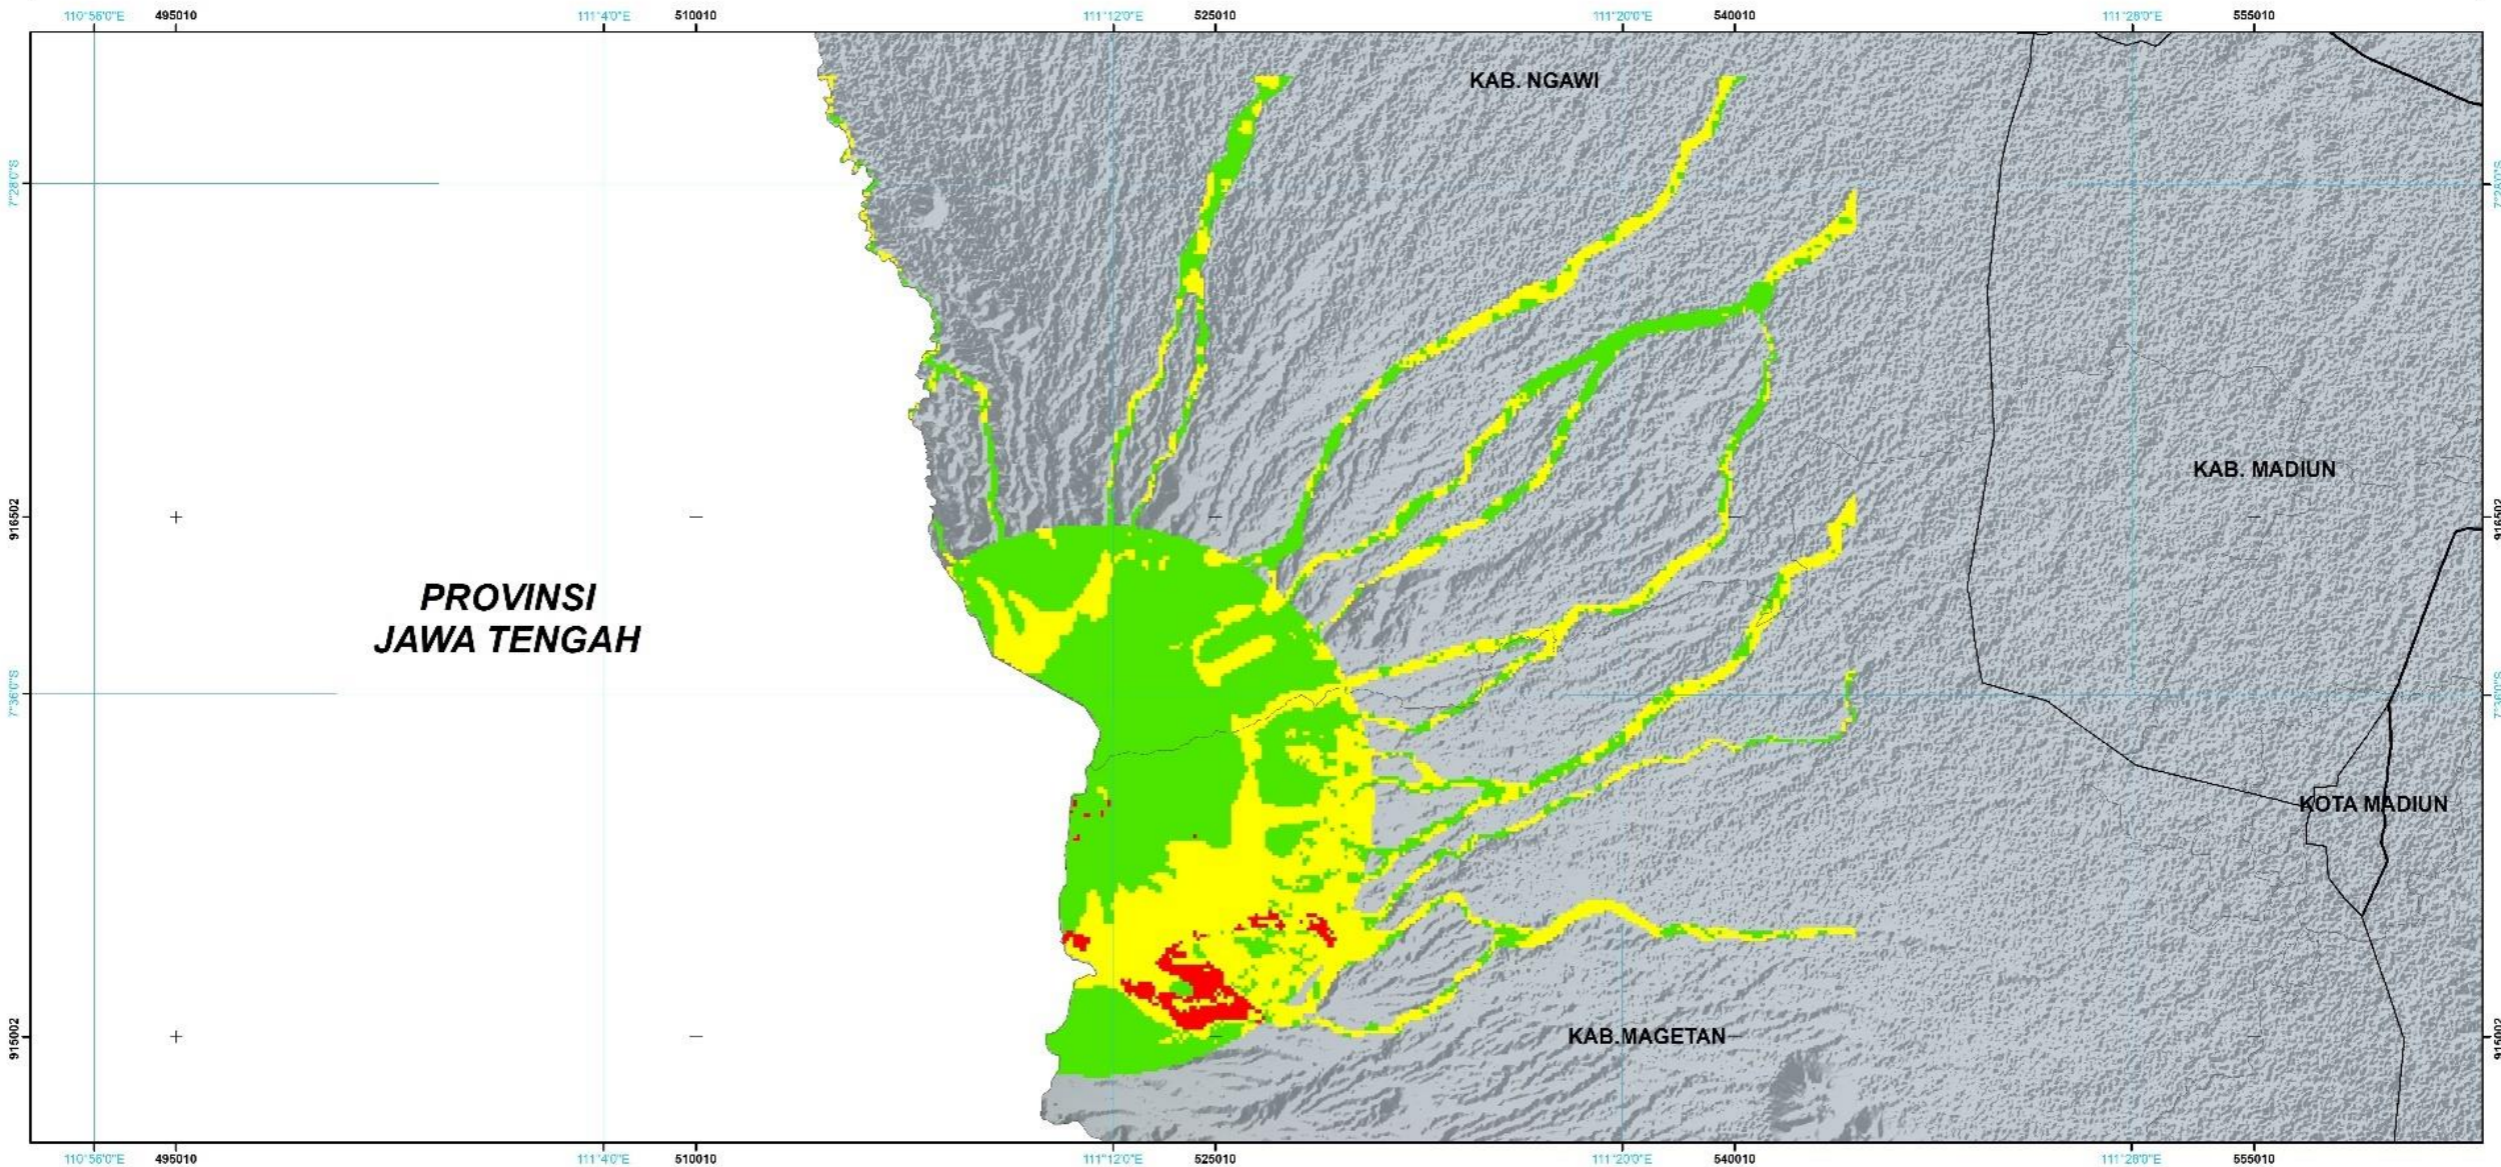 110°56'0"E 495010 111°4'0"E 510010 111°12'0"E 525010 111°20'0"E 540010 111°28'0"E 555010
KAB. NGAWI
7°28'0"S 7°28'0"S
KAB. MADIUN
916502 916502
PROVINSI
JAWA TENGAH
7°36'0"S 7°36'0"S
KOTA MADIUN
KAB.MAGETAN
915002 915002
110°56'0"E 495010 111°4'0"E 510010 111°12'0"E 525010 111°20'0"E 540010 111°28'0"E 555010